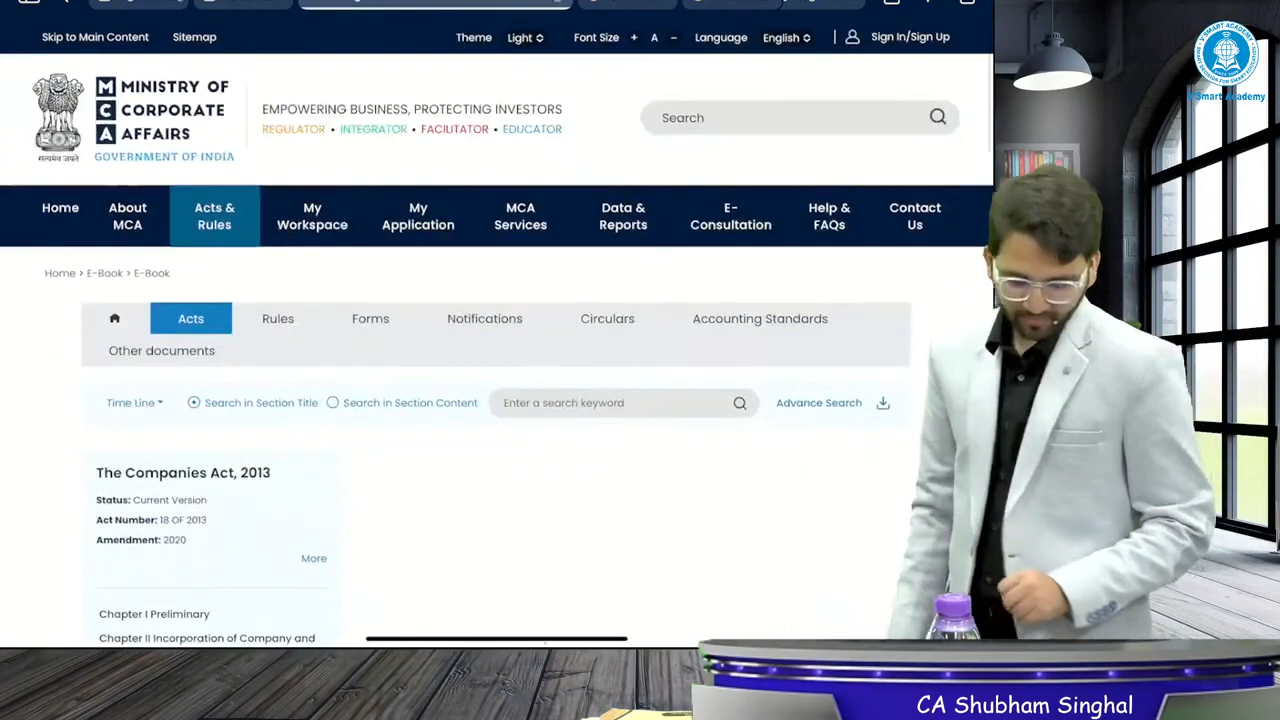 Skip to Main Content Sitemap Theme Light Font Size + A - Language English Sign In/Sign Up
MINISTRY OF
CORPORATE
AFFAIRS
M
C
A
सत्यमेव जयते
GOVERNMENT OF INDIA
EMPOWERING BUSINESS, PROTECTING INVESTORS
REGULATOR • INTEGRATOR • FACILITATOR • EDUCATOR
Search
Home
About
MCA
Acts &
Rules
My
Workspace
My
Application
MCA
Services
Data &
Reports
E-
Consultation
Help &
FAQs
Contact
Us
Home > E-Book > E-Book
Acts Rules Forms Notifications Circulars Accounting Standards
Other documents
Time Line Search in Section Title Search in Section Content Enter a search keyword Advance Search
The Companies Act, 2013
Status: Current Version
Act Number: 18 OF 2013
Amendment: 2020
More
Chapter I Preliminary
Chapter II Incorporation of Company and
V'Smart Academy
CA Shubham Singhal